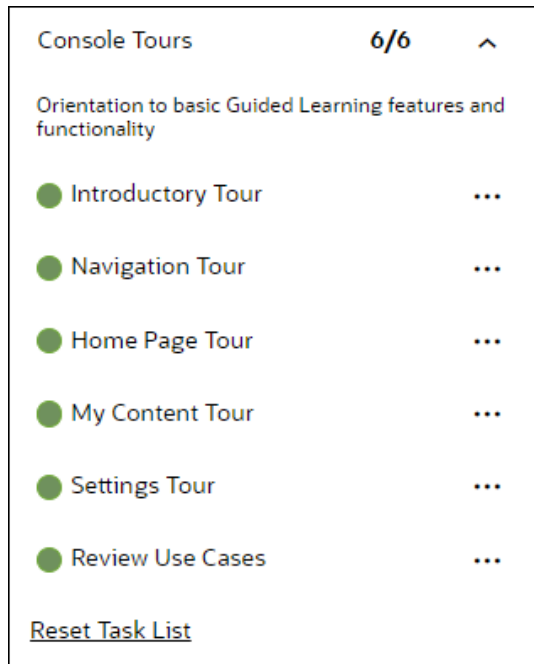 Console Tours 6/6
Orientation to basic Guided Learning features and
functionality
Introductory Tour
Navigation Tour
Home Page Tour
My Content Tour
Settings Tour
Review Use Cases
Reset Task List